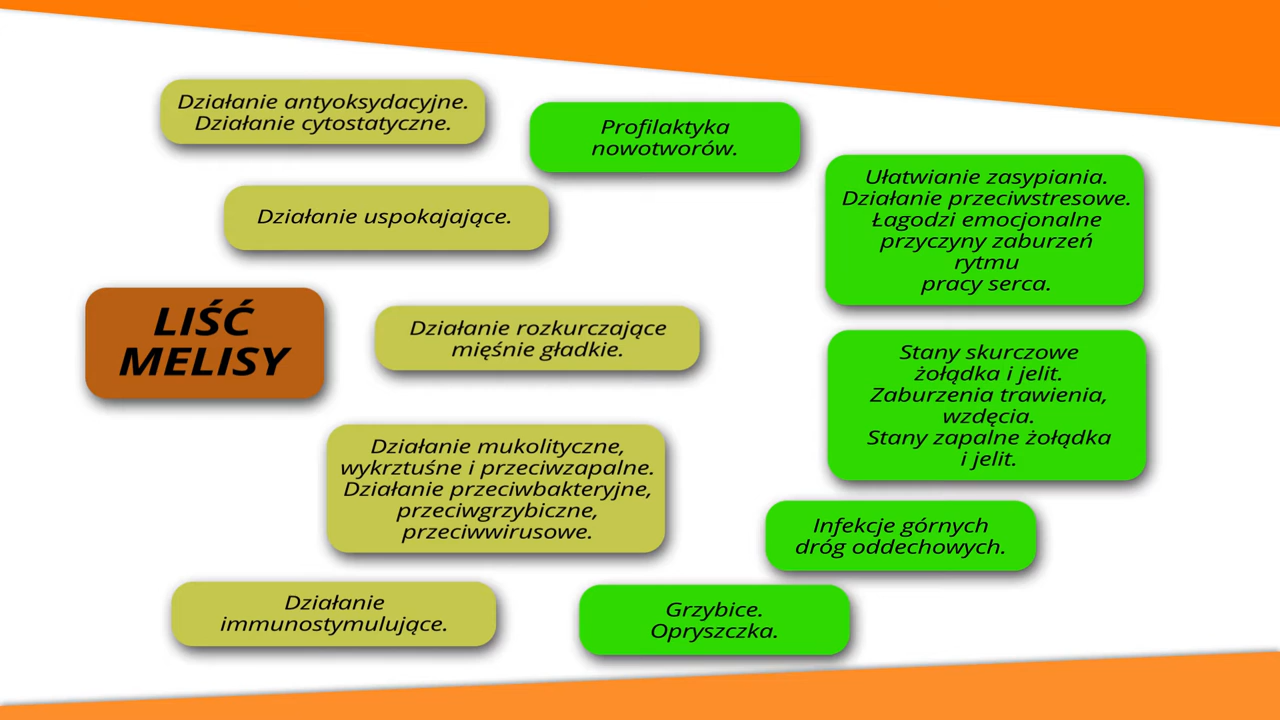 Działanie antyoksydacyjne.
Działanie cytostatyczne.
Profilaktyka
nowotworów.
Ułatwianie zasypiania.
Działanie przeciwstresowe.
Łagodzi emocjonalne
przyczyny zaburzeń
rytmu
pracy serca.
Działanie uspokajające.
LIŚĆ
MELISY
Działanie rozkurczające
mięśnie gładkie.
Stany skurczowe
żołądka i jelit.
Zaburzenia trawienia,
wzdęcia.
Stany zapalne żołądka
i jelit.
Działanie mukolityczne,
wykrztuśne i przeciwzapalne.
Działanie przeciwbakteryjne,
przeciwgrzybiczne,
przeciwwirusowe.
Infekcje górnych
dróg oddechowych.
Działanie
immunostymulujące.
Grzybice.
Opryszczka.